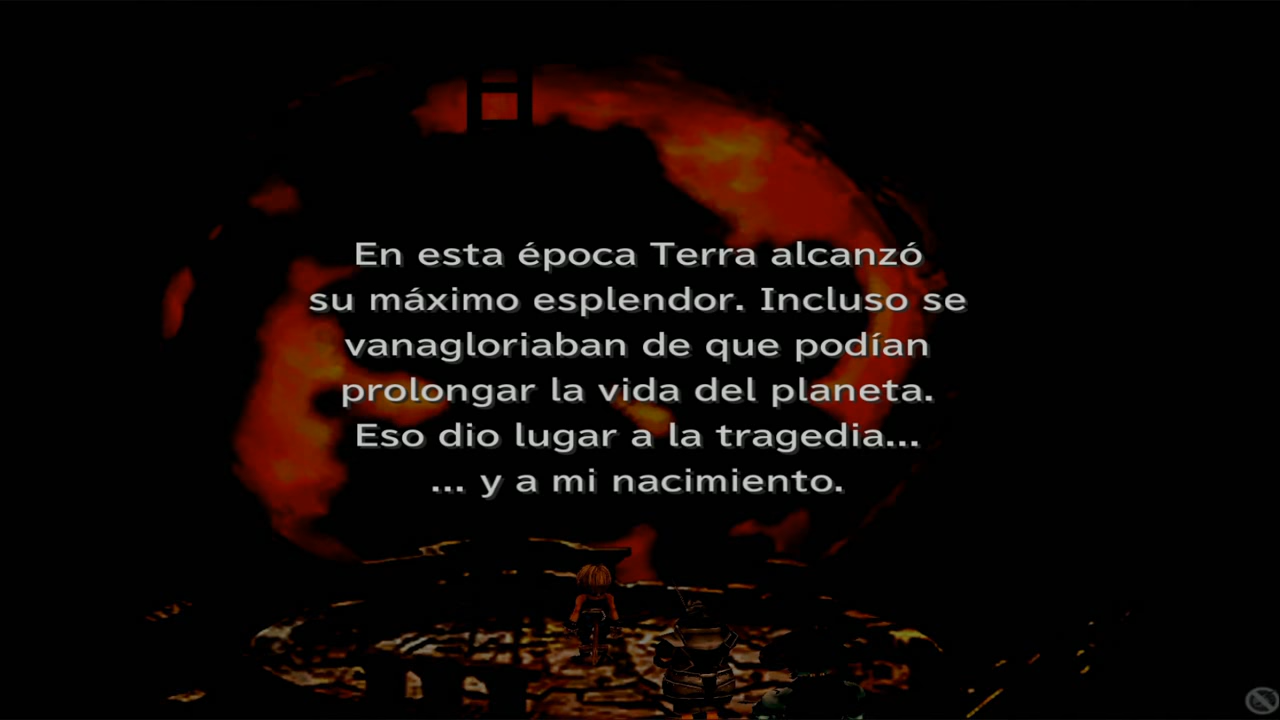 En esta época Terra alcanzó
su máximo esplendor. Incluso se
vanagloriaban de que podían
prolongar la vida del planeta.
Eso dio lugar a la tragedia...
... y a mi nacimiento.